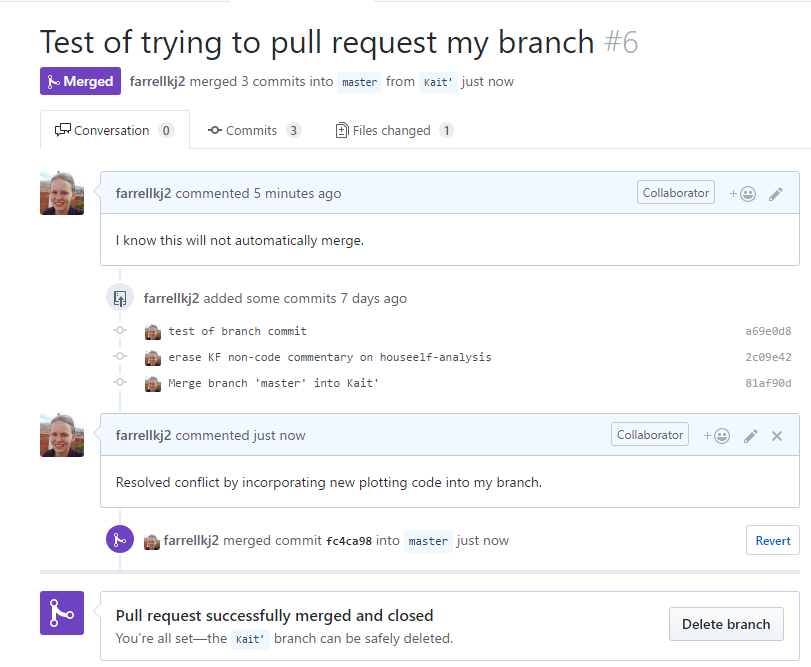 Test of trying to pull request my branch #6
Merged farrellkj2 merged 3 commits into master from Kait' just now
Conversation 0 Commits 3 Files changed 1
farrellkj2 commented 5 minutes ago Collaborator +
I know this will not automatically merge.
farrellkj2 added some commits 7 days ago
test of branch commit a69e0d8
erase KF non-code commentary on houseelf-analysis 2c09e42
Merge branch 'master' into Kait' 81af90d
farrellkj2 commented just now Collaborator +
Resolved conflict by incorporating new plotting code into my branch.
farrellkj2 merged commit fc4ca98 into master just now Revert
Pull request successfully merged and closed
You're all set—the Kait' branch can be safely deleted.
Delete branch